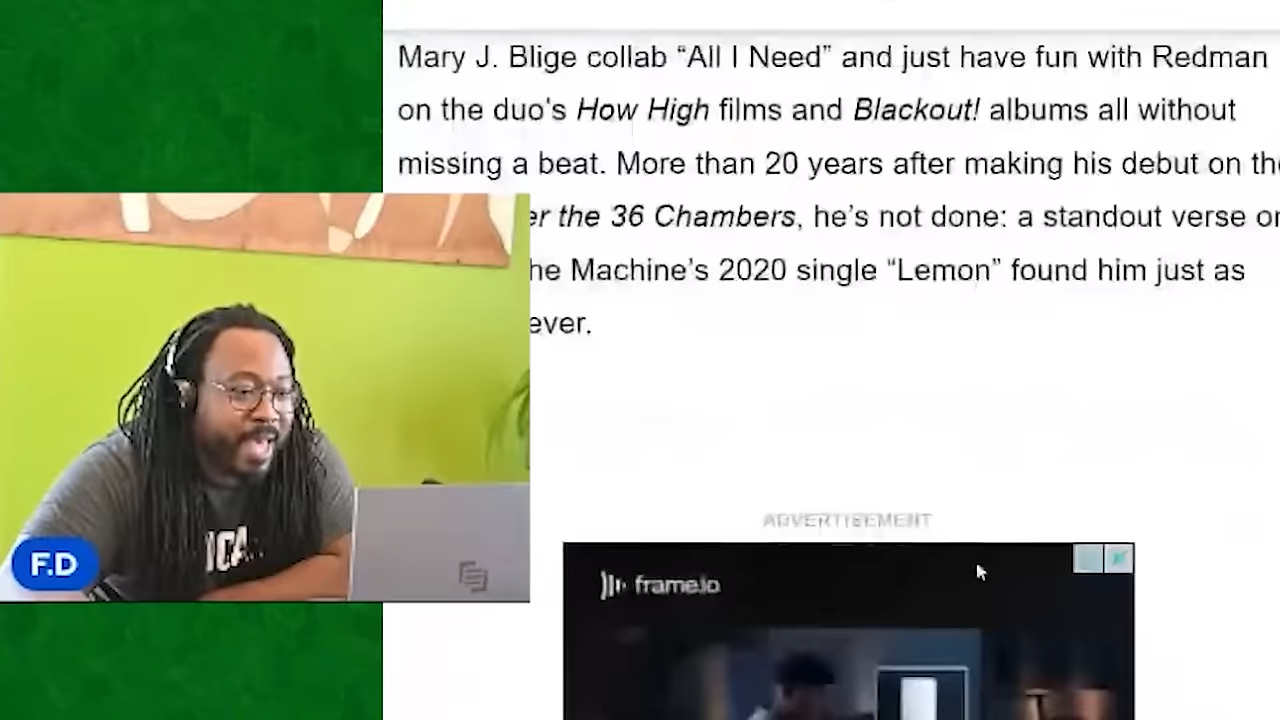 Mary J. Blige collab “All I Need” and just have fun with Redman
on the duo’s How High films and Blackout! albums all without
missing a beat. More than 20 years after making his debut on the
er the 36 Chambers, he’s not done: a standout verse on
he Machine’s 2020 single “Lemon” found him just as
ever.
ADVERTISEMENT
frame.io
F.D